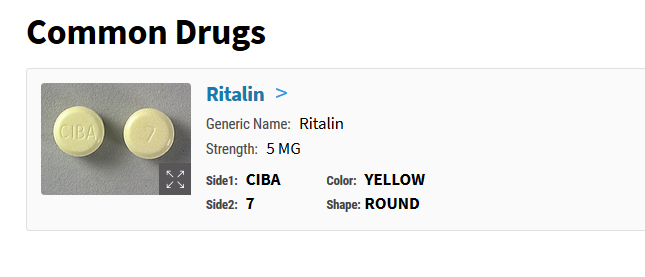 Common Drugs
CIBA
7
Ritalin >
Generic Name: Ritalin
Strength: 5 MG
Side1: CIBA Color: YELLOW
Side2: 7 Shape: ROUND